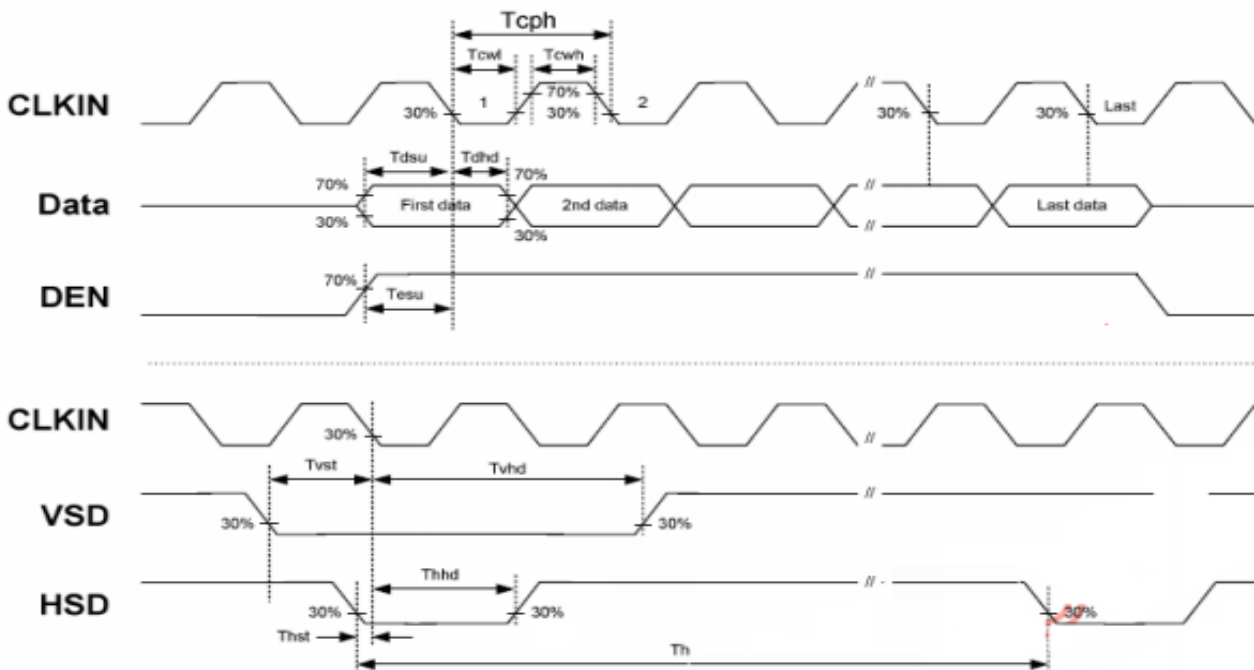 Tcph
Tcwl Tcwh
CLKIN 30% 1 70% 30% 2 // 30% 30% Last
Tdsu Tdhd
70% 70%
Data First data 2nd data // Last data
30% 30%
DEN 70% //
Tesu
CLKIN 30% //
Tvst Tvhd
VSD 30% 30% //
Thhd
HSD 30% 30% // 30%
Thst
Th